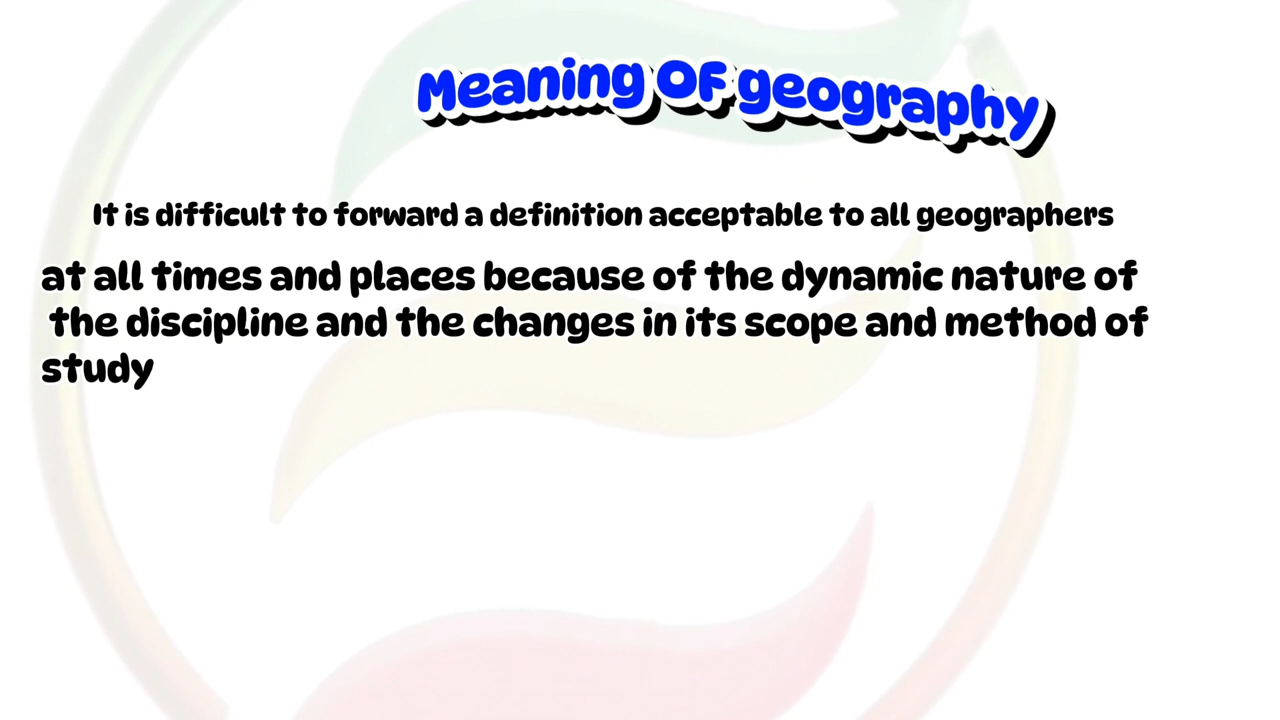 Meaning OF geography
It is difficult to forward a definition acceptable to all geographers
at all times and places because of the dynamic nature of
the discipline and the changes in its scope and method of
study